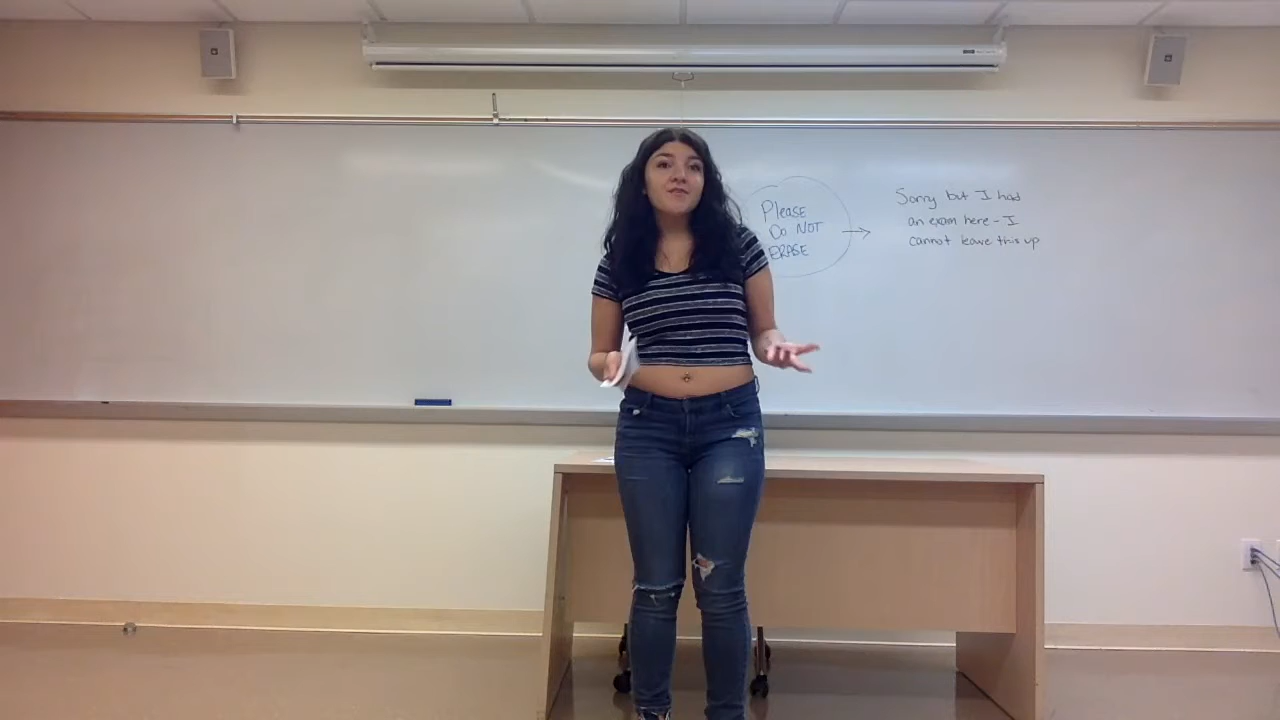 Please
Do NOT
ERASE
Sorry but I had
an exam here - I
cannot leave this up